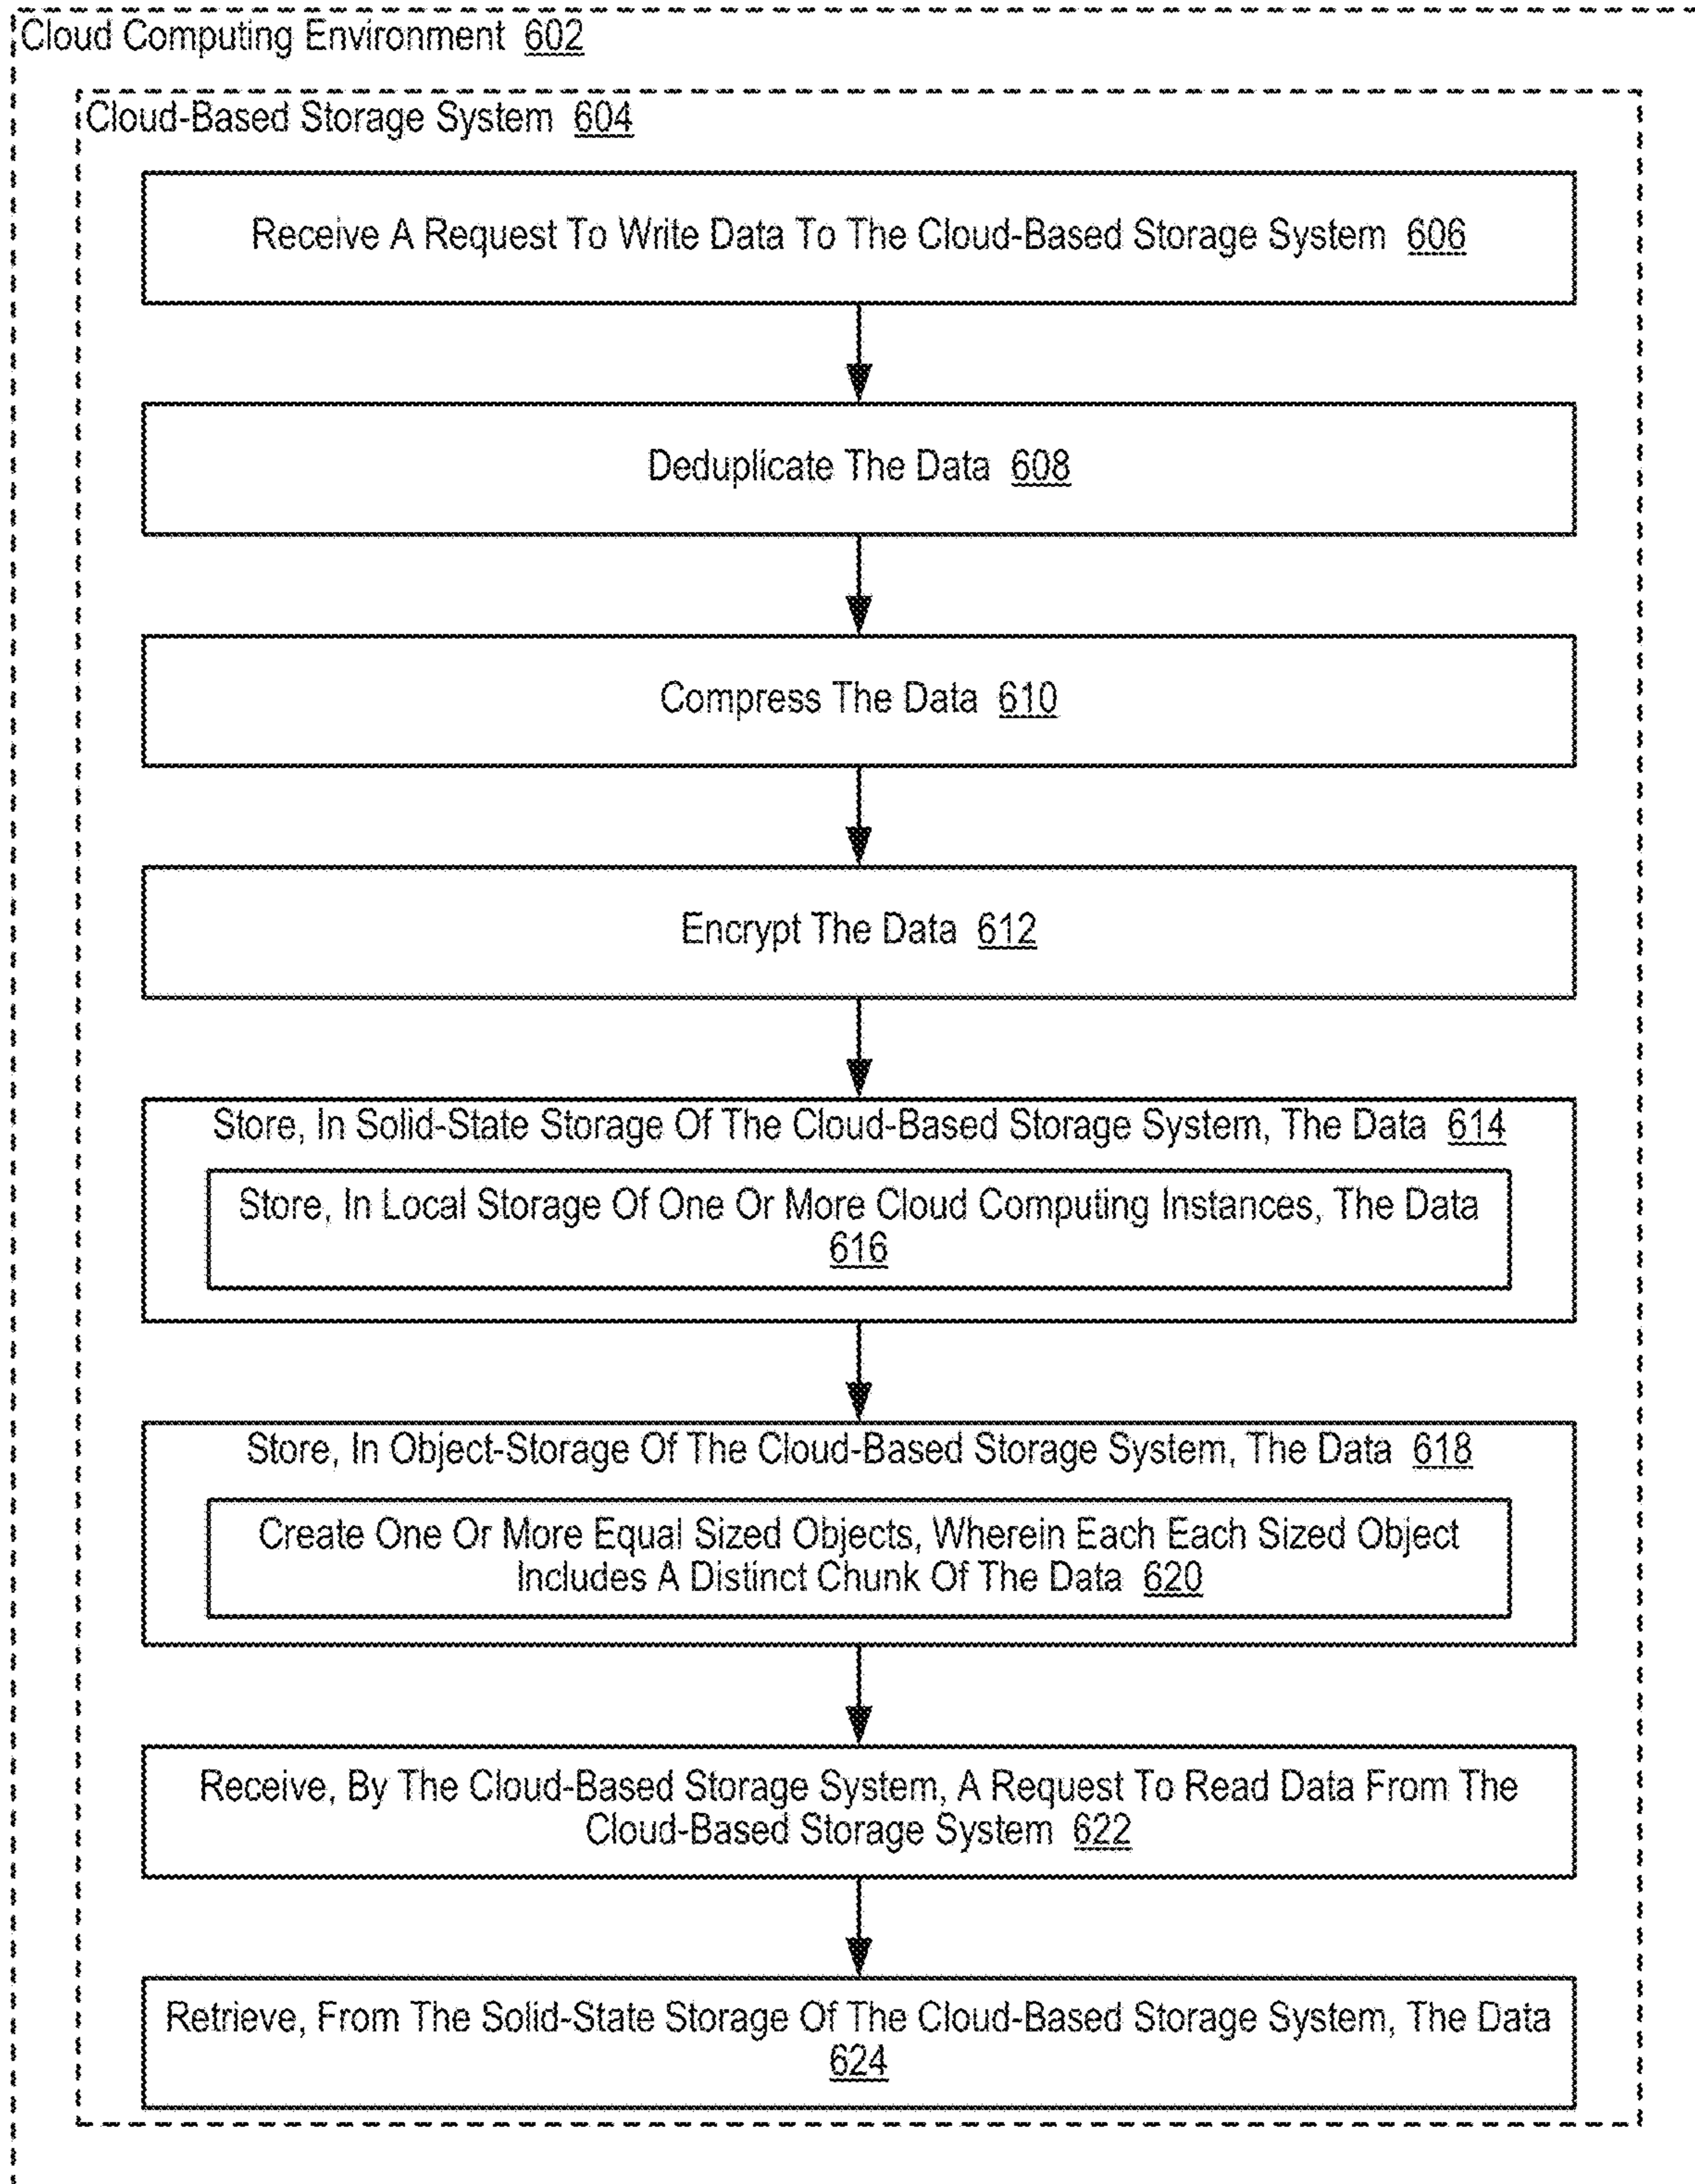 Cloud Computing Environment 602
Cloud-Based Storage System 604
Receive A Request To Write Data To The Cloud-Based Storage System 606
Deduplicate The Data 608
Compress The Data 610
Encrypt The Data 612
Store, In Solid-State Storage Of The Cloud-Based Storage System, The Data 614
Store, In Local Storage Of One Or More Cloud Computing Instances, The Data
616
Store, In Object-Storage Of The Cloud-Based Storage System, The Data 618
Create One Or More Equal Sized Objects, Wherein Each Each Sized Object
Includes A Distinct Chunk Of The Data 620
Receive, By The Cloud-Based Storage System, A Request To Read Data From The
Cloud-Based Storage System 622
Retrieve, From The Solid-State Storage Of The Cloud-Based Storage System, The Data
624